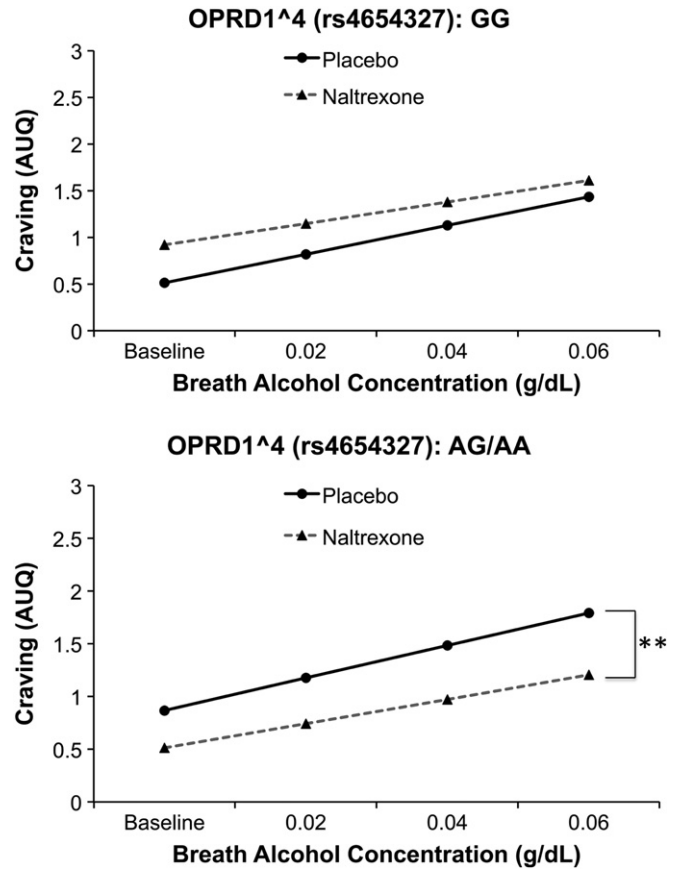 OPRD1^4 (rs4654327): GG
Placebo
Naltrexone
Craving (AUQ)
3
2.5
2
1.5
1
0.5
0
Baseline 0.02 0.04 0.06
Breath Alcohol Concentration (g/dL)
OPRD1^4 (rs4654327): AG/AA
Placebo
Naltrexone
Craving (AUQ)
3
2.5
2
1.5
1
0.5
0
**
Baseline 0.02 0.04 0.06
Breath Alcohol Concentration (g/dL)